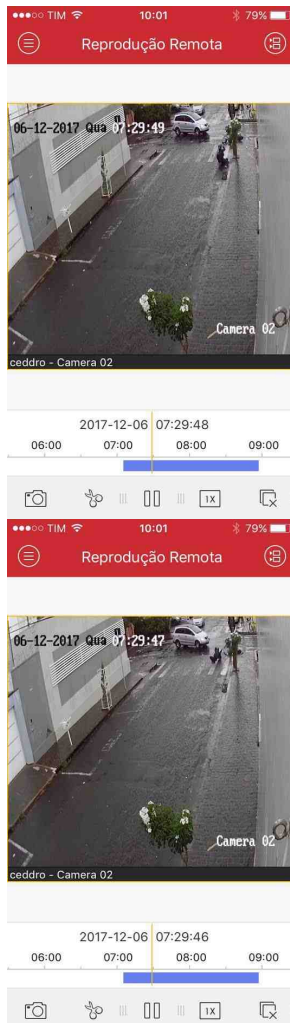 TIM 10:01 79%
Reprodução Remota
06-12-2017 Qua 07:29:49
Camera 02
ceddro - Camera 02
2017-12-06 07:29:48
06:00 07:00 08:00 09:00
1X
TIM 10:01 79%
Reprodução Remota
06-12-2017 Qua 07:29:47
Camera 02
ceddro - Camera 02
2017-12-06 07:29:46
06:00 07:00 08:00 09:00
1X